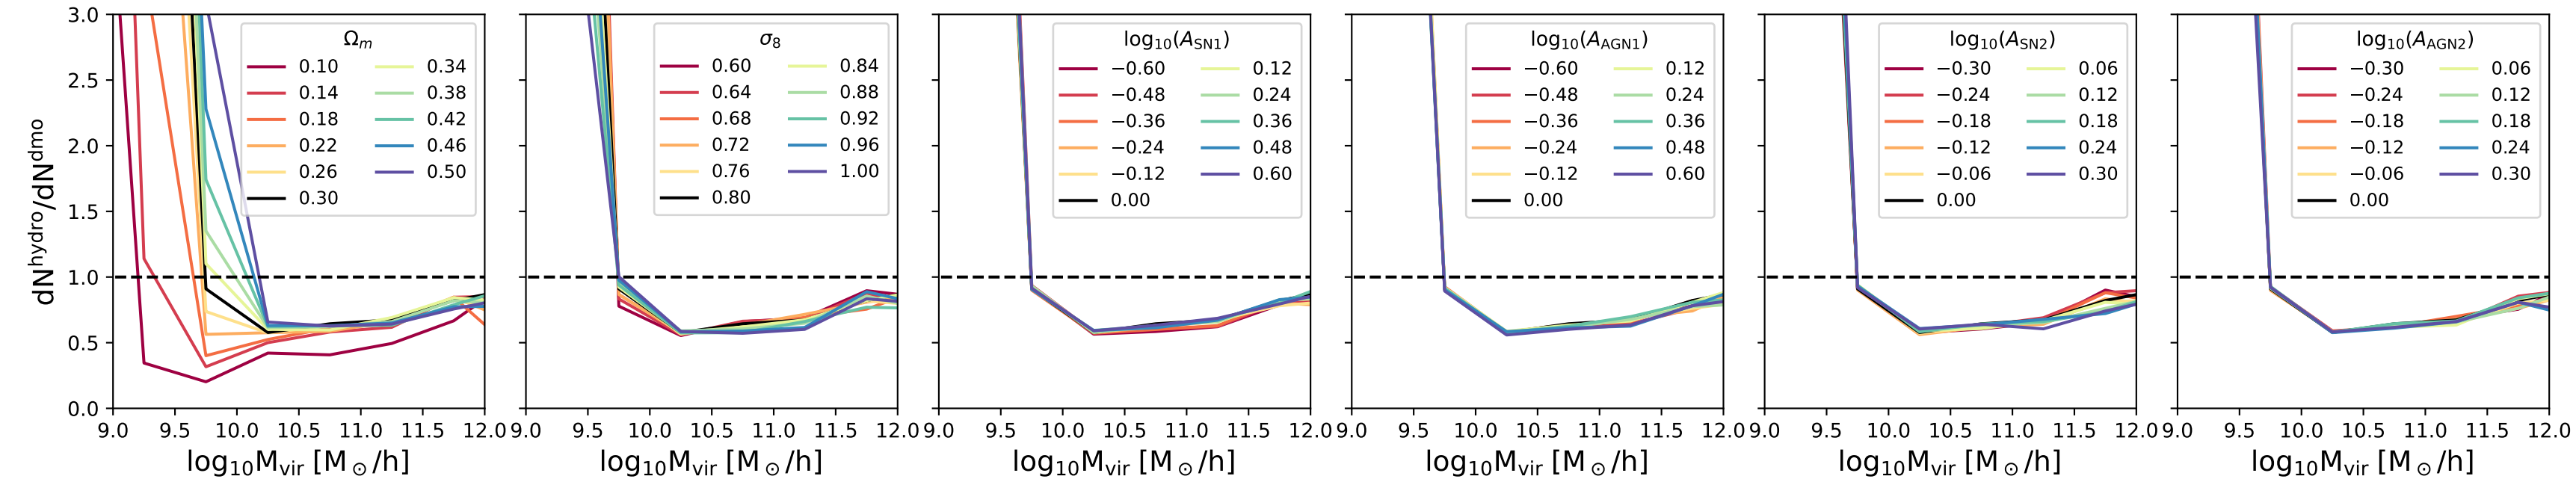 dN^hydro/dN^dmo
3.0
2.5
2.0
1.5
1.0
0.5
0.0
Ω_m
0.10 0.34
0.14 0.38
0.18 0.42
0.22 0.46
0.26 0.50
0.30
9.0 9.5 10.0 10.5 11.0 11.5 12.0
log₁₀M_vir [M_⊙/h]
σ₈
0.60 0.84
0.64 0.88
0.68 0.92
0.72 0.96
0.76 1.00
0.80
9.0 9.5 10.0 10.5 11.0 11.5 12.0
log₁₀M_vir [M_⊙/h]
log₁₀(A_SN1)
−0.60 0.12
−0.48 0.24
−0.36 0.36
−0.24 0.48
−0.12 0.60
0.00
9.0 9.5 10.0 10.5 11.0 11.5 12.0
log₁₀M_vir [M_⊙/h]
log₁₀(A_AGN1)
−0.60 0.12
−0.48 0.24
−0.36 0.36
−0.24 0.48
−0.12 0.60
0.00
9.0 9.5 10.0 10.5 11.0 11.5 12.0
log₁₀M_vir [M_⊙/h]
log₁₀(A_SN2)
−0.30 0.06
−0.24 0.12
−0.18 0.18
−0.12 0.24
−0.06 0.30
0.00
9.0 9.5 10.0 10.5 11.0 11.5 12.0
log₁₀M_vir [M_⊙/h]
log₁₀(A_AGN2)
−0.30 0.06
−0.24 0.12
−0.18 0.18
−0.12 0.24
−0.06 0.30
0.00
9.0 9.5 10.0 10.5 11.0 11.5 12.0
log₁₀M_vir [M_⊙/h]